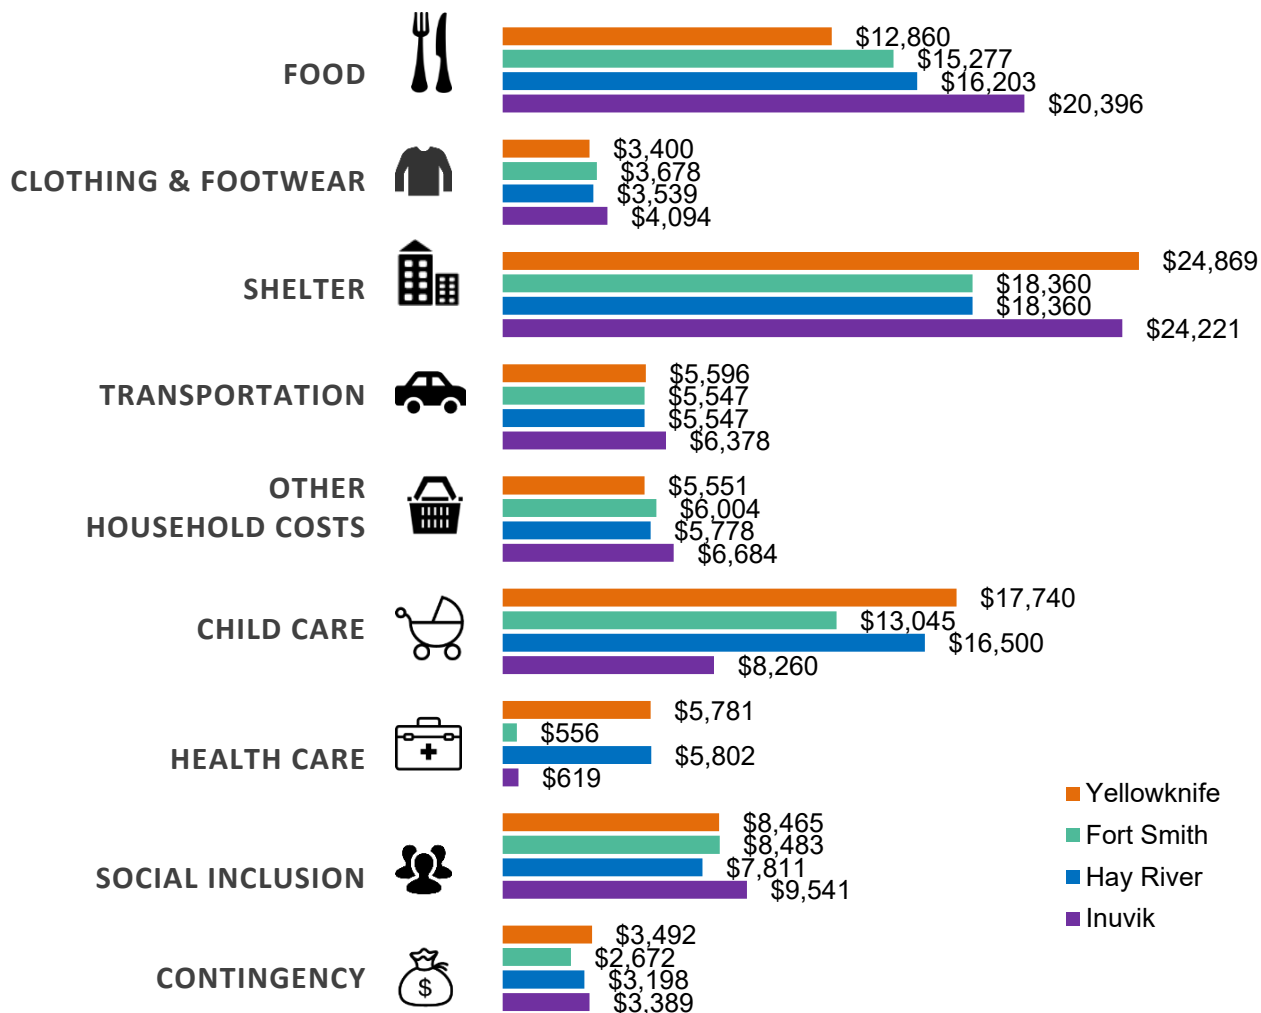 FOOD
$12,860
$15,277
$16,203
$20,396
CLOTHING & FOOTWEAR
$3,400
$3,678
$3,539
$4,094
SHELTER
$24,869
$18,360
$18,360
$24,221
TRANSPORTATION
$5,596
$5,547
$5,547
$6,378
OTHER
HOUSEHOLD COSTS
$5,551
$6,004
$5,778
$6,684
CHILD CARE
$17,740
$13,045
$16,500
$8,260
HEALTH CARE
$5,781
$556
$5,802
$619
SOCIAL INCLUSION
$8,465
$8,483
$7,811
$9,541
CONTINGENCY
$
$3,492
$2,672
$3,198
$3,389
Yellowknife
Fort Smith
Hay River
Inuvik